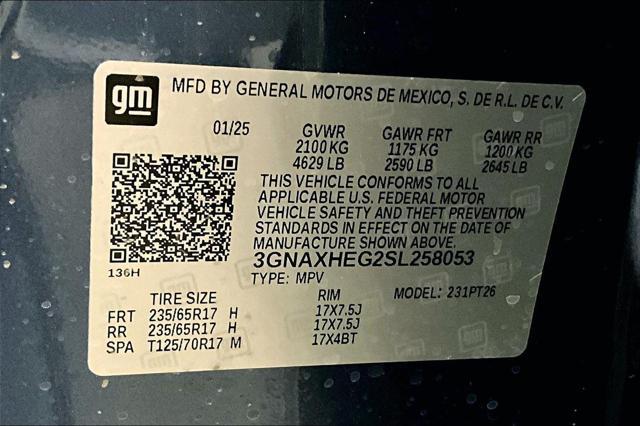 gm
MFD BY GENERAL MOTORS DE MEXICO, S. DE R.L. DE C.V.
01/25 GVWR GAWR FRT GAWR RR
2100 KG 1175 KG 1200 KG
4629 LB 2590 LB 2645 LB
THIS VEHICLE CONFORMS TO ALL
APPLICABLE U.S. FEDERAL MOTOR
VEHICLE SAFETY AND THEFT PREVENTION
STANDARDS IN EFFECT ON THE DATE OF
MANUFACTURE SHOWN ABOVE.
3GNAXHEG2SL258053
136H
TYPE: MPV MODEL: 231PT26
TIRE SIZE RIM
FRT 235/65R17 H 17X7.5J
RR 235/65R17 H 17X7.5J
SPA T125/70R17 M 17X4BT